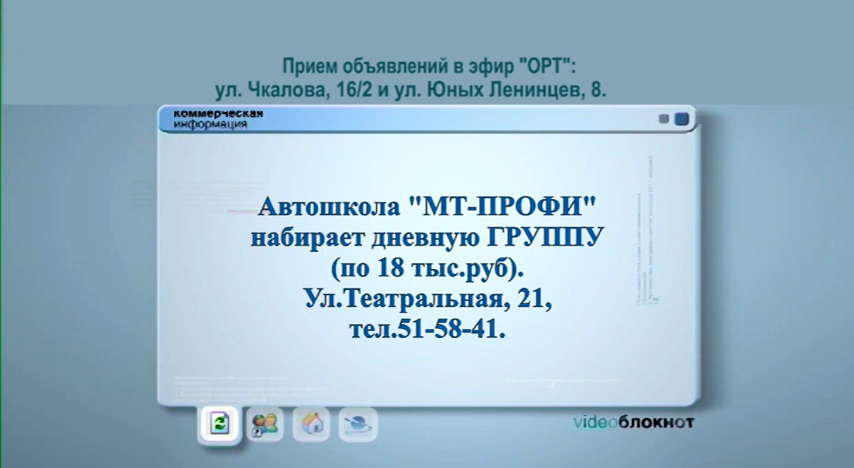 Прием объявлений в эфир "ОРТ":
ул. Чкалова, 16/2 и ул. Юных Ленинцев, 8.
коммерческая
информация
Автошкола "МТ-ПРОФИ"
набирает дневную ГРУППУ
(по 18 тыс.руб).
Ул.Театральная, 21,
тел.51-58-41.
videoблокнот